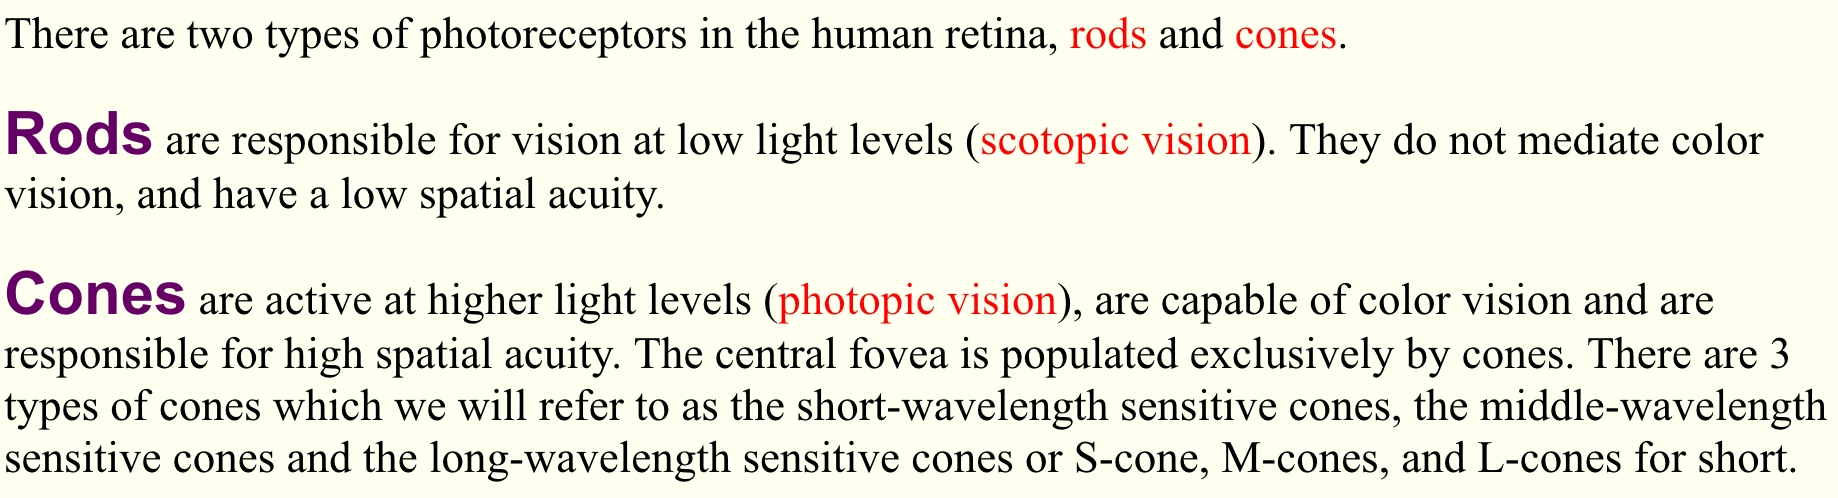 There are two types of photoreceptors in the human retina, rods and cones.
Rods are responsible for vision at low light levels (scotopic vision). They do not mediate color
vision, and have a low spatial acuity.
Cones are active at higher light levels (photopic vision), are capable of color vision and are
responsible for high spatial acuity. The central fovea is populated exclusively by cones. There are 3
types of cones which we will refer to as the short-wavelength sensitive cones, the middle-wavelength
sensitive cones and the long-wavelength sensitive cones or S-cone, M-cones, and L-cones for short.